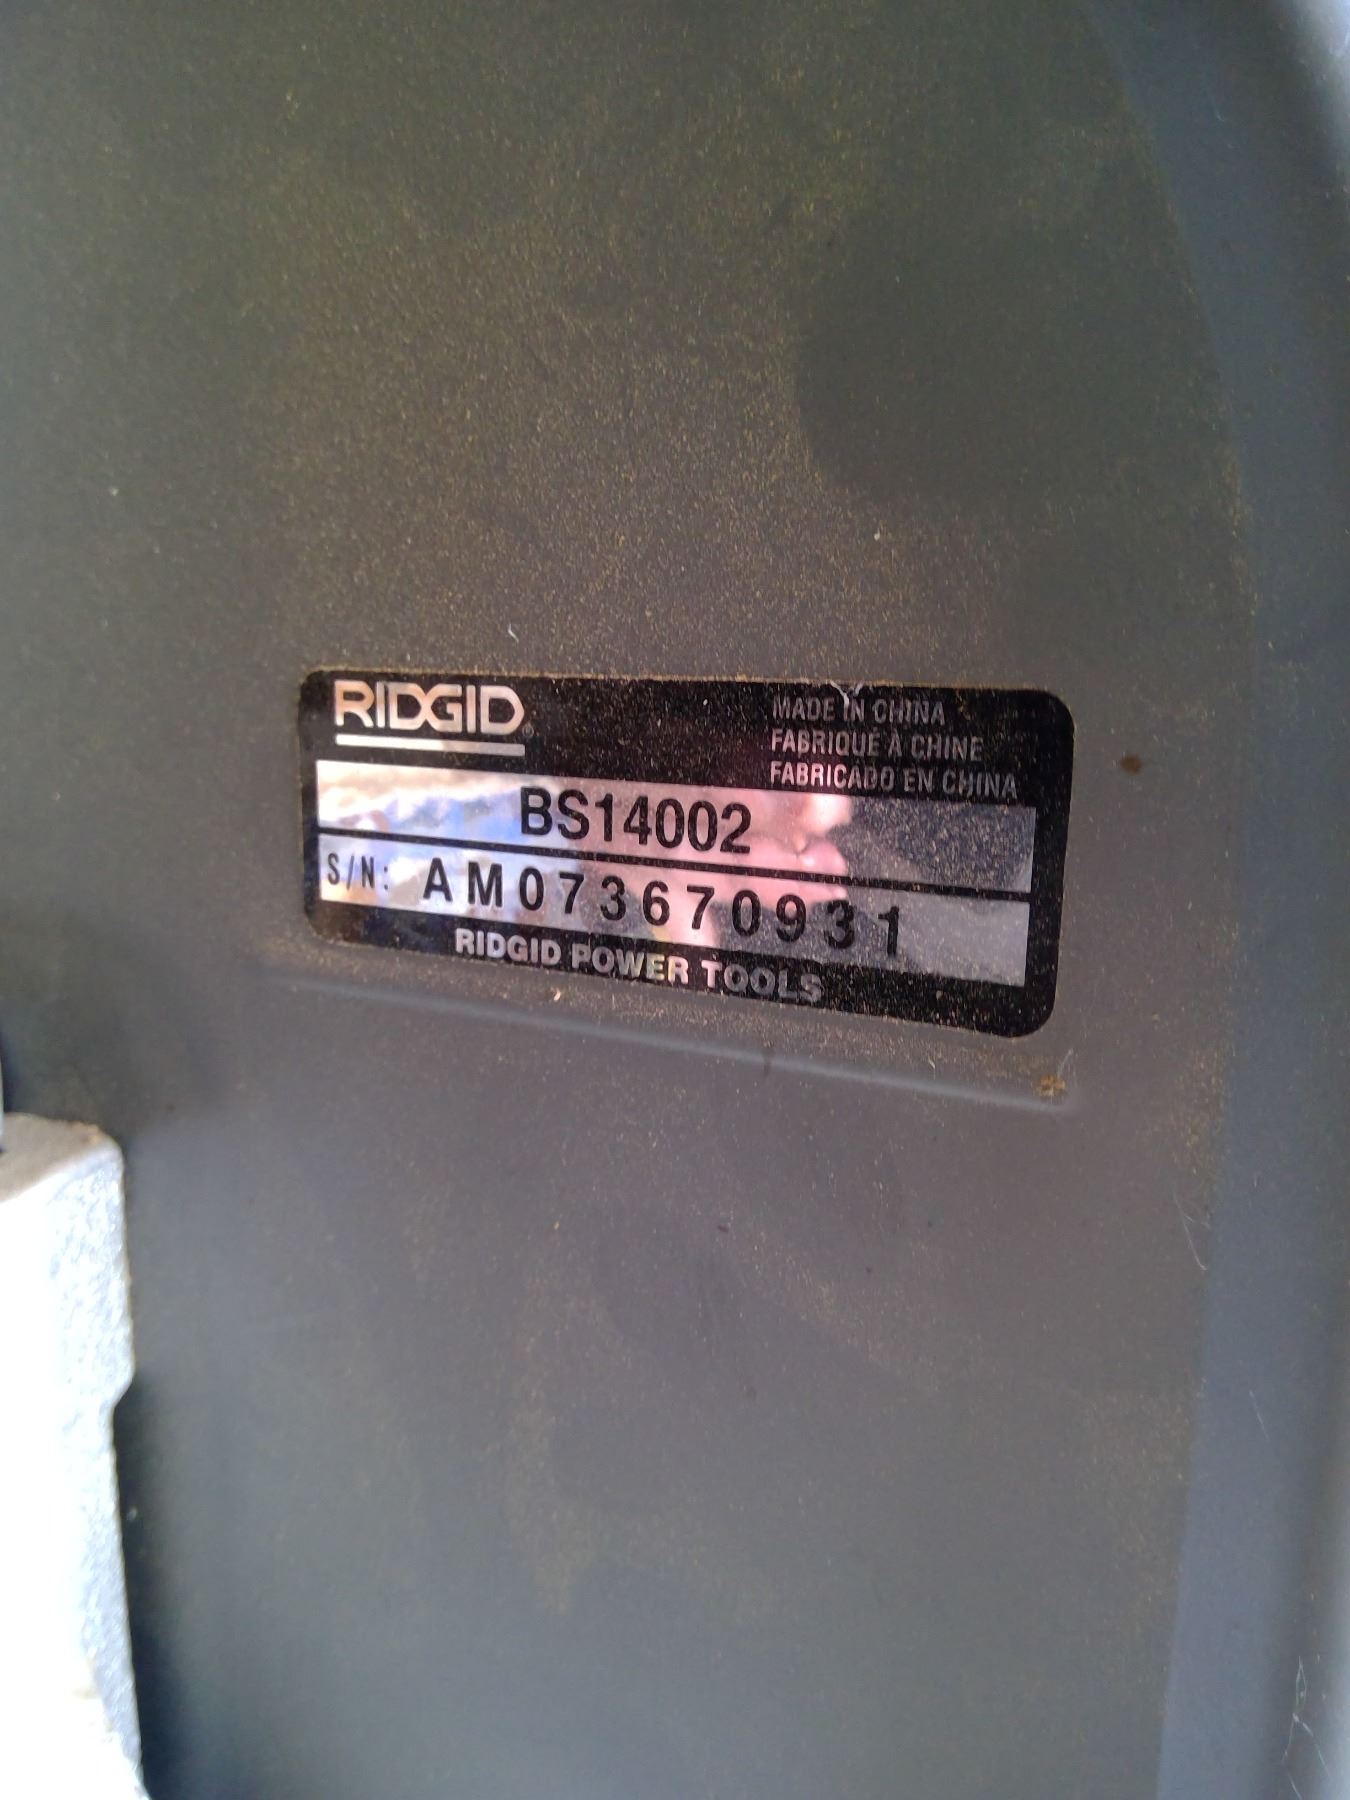 RIDGID®
MADE IN CHINA
FABRIQUÉ À CHINE
FABRICADO EN CHINA
BS14002
S/N: AM073670931
RIDGID POWER TOOLS